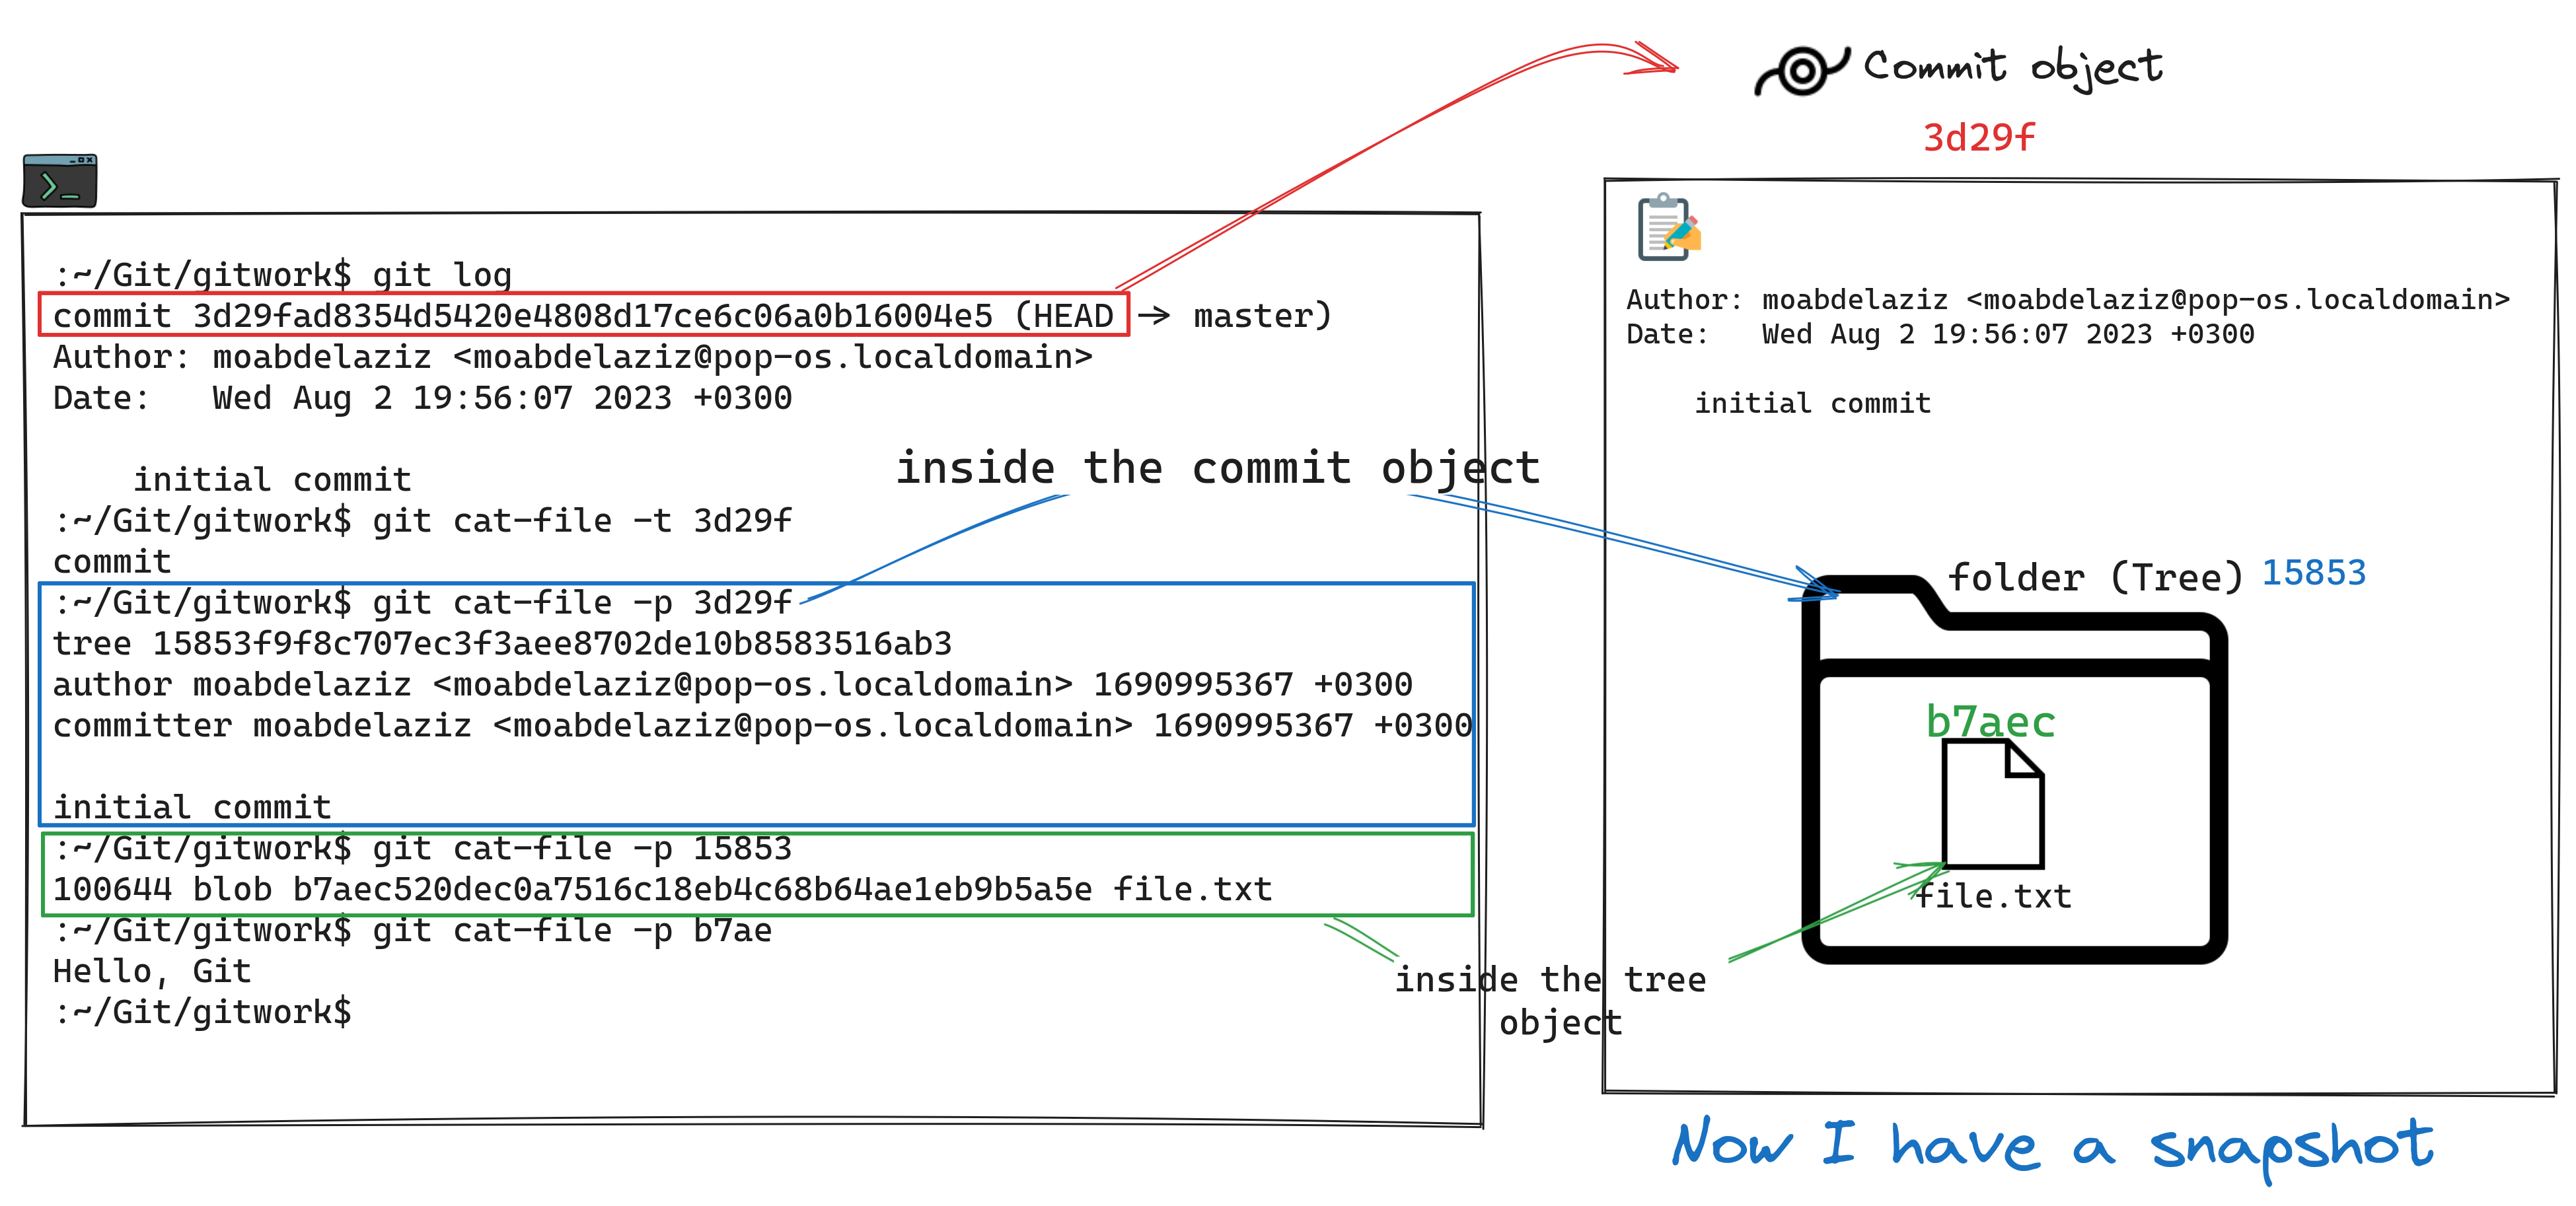 Commit object
3d29f
>_
:~/Git/gitwork$ git log
commit 3d29fad8354d5420e4808d17ce6c06a0b16004e5 (HEAD -> master)
Author: moabdelaziz <moabdelaziz@pop-os.localdomain>
Date:   Wed Aug 2 19:56:07 2023 +0300
initial commit
:~/Git/gitwork$ git cat-file -t 3d29f
commit
:~/Git/gitwork$ git cat-file -p 3d29f
tree 15853f9f8c707ec3f3aee8702de10b8583516ab3
author moabdelaziz <moabdelaziz@pop-os.localdomain> 1690995367 +0300
committer moabdelaziz <moabdelaziz@pop-os.localdomain> 1690995367 +0300
initial commit
:~/Git/gitwork$ git cat-file -p 15853
100644 blob b7aec520dec0a7516c18eb4c68b64ae1eb9b5a5e file.txt
:~/Git/gitwork$ git cat-file -p b7ae
Hello, Git
:~/Git/gitwork$
inside the commit object
inside the tree
object
Author: moabdelaziz <moabdelaziz@pop-os.localdomain>
Date:   Wed Aug 2 19:56:07 2023 +0300
initial commit
folder (Tree) 15853
b7aec
file.txt
Now I have a snapshot